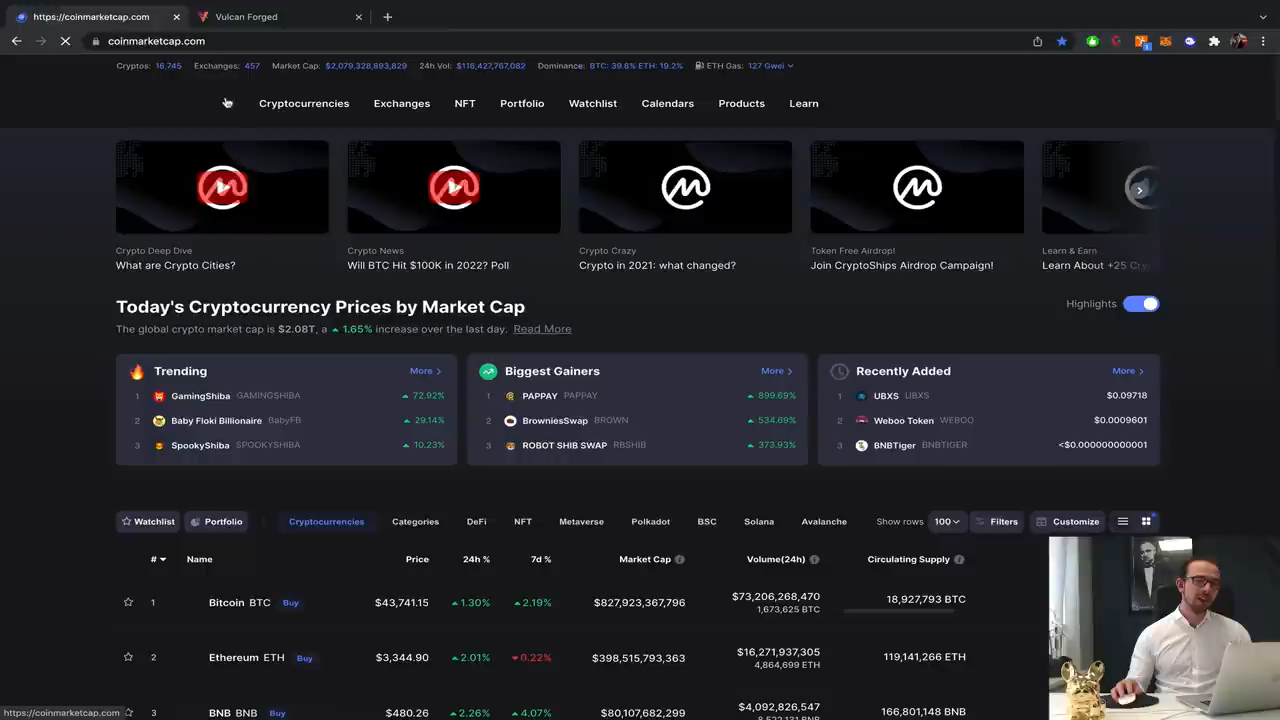 https://coinmarketcap.com
Vulcan Forged
coinmarketcap.com
Cryptos: 16,745 Exchanges: 457 Market Cap: $2,079,328,893,829 24h Vol: $116,427,767,082 Dominance: BTC: 39.8% ETH: 19.2% ETH Gas: 127 Gwei
Cryptocurrencies Exchanges NFT Portfolio Watchlist Calendars Products Learn
Crypto Deep Dive
What are Crypto Cities?
Crypto News
Will BTC Hit $100K in 2022? Poll
Crypto Crazy
Crypto in 2021: what changed?
Token Free Airdrop!
Join CryptoShips Airdrop Campaign!
Learn & Earn
Learn About +25 Cry
Today's Cryptocurrency Prices by Market Cap
Highlights
The global crypto market cap is $2.08T, a 1.65% increase over the last day. Read More
Trending More
1 GamingShiba GAMINGSHIBA 72.92%
2 Baby Floki Billionaire BabyFB 29.14%
3 SpookyShiba SPOOKYSHIBA 10.23%
Biggest Gainers More
1 PAPPAY PAPPAY 899.69%
2 BrowniesSwap BROWN 534.69%
3 ROBOT SHIB SWAP RBSHIB 373.93%
Recently Added More
1 UBXS UBXS $0.09718
2 Weboo Token WEBOO $0.0009601
3 BNBTiger BNBTIGER <$0.000000000001
Watchlist Portfolio Cryptocurrencies Categories DeFi NFT Metaverse Polkadot BSC Solana Avalanche Show rows 100 Filters Customize
# Name Price 24h % 7d % Market Cap Volume(24h) Circulating Supply
1 Bitcoin BTC Buy $43,741.15 1.30% 2.19% $827,923,367,796 $73,206,268,470 18,927,793 BTC
1,673,625 BTC
2 Ethereum ETH Buy $3,344.90 2.01% 0.22% $398,515,793,363 $16,271,937,305 119,141,266 ETH
4,864,699 ETH
3 BNB BNB Buy $480.26 2.26% 4.07% $80,107,682,299 $4,092,826,547 166,801,148 BNB
https://coinmarketcap.com